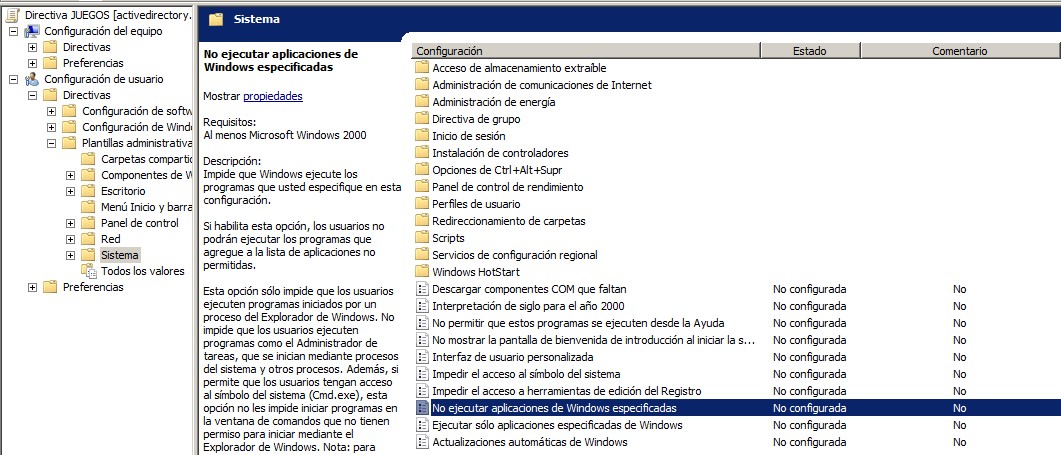 Directiva JUEGOS [activedirectory.
Configuración del equipo
Directivas
Preferencias
Configuración de usuario
Directivas
Configuración de softw
Configuración de Wind
Plantillas administrativa
Carpetas comparti
Componentes de W
Escritorio
Menú Inicio y barra
Panel de control
Red
Sistema
Todos los valores
Preferencias
Sistema
No ejecutar aplicaciones de
Windows especificadas
Mostrar propiedades
Requisitos:
Al menos Microsoft Windows 2000
Descripción:
Impide que Windows ejecute los
programas que usted especifique en esta
configuración.
Si habilita esta opción, los usuarios no
podrán ejecutar los programas que
agregue a la lista de aplicaciones no
permitidas.
Esta opción sólo impide que los usuarios
ejecuten programas iniciados por un
proceso del Explorador de Windows. No
impide que los usuarios ejecuten
programas como el Administrador de
tareas, que se inician mediante procesos
del sistema y otros procesos. Además, si
permite que los usuarios tengan acceso
al símbolo del sistema (Cmd.exe), esta
opción no les impide iniciar programas en
la ventana de comandos que no tienen
permiso para iniciar mediante el
Explorador de Windows. Nota: para
Configuración Estado Comentario
Acceso de almacenamiento extraíble
Administración de comunicaciones de Internet
Administración de energía
Directiva de grupo
Inicio de sesión
Instalación de controladores
Opciones de Ctrl+Alt+Supr
Panel de control de rendimiento
Perfiles de usuario
Redireccionamiento de carpetas
Scripts
Servicios de configuración regional
Windows HotStart
Descargar componentes COM que faltan No configurada No
Interpretación de siglo para el año 2000 No configurada No
No permitir que estos programas se ejecuten desde la Ayuda No configurada No
No mostrar la pantalla de bienvenida de introducción al iniciar la s... No configurada No
Interfaz de usuario personalizada No configurada No
Impedir el acceso al símbolo del sistema No configurada No
Impedir el acceso a herramientas de edición del Registro No configurada No
No ejecutar aplicaciones de Windows especificadas No configurada No
Ejecutar sólo aplicaciones especificadas de Windows No configurada No
Actualizaciones automáticas de Windows No configurada No